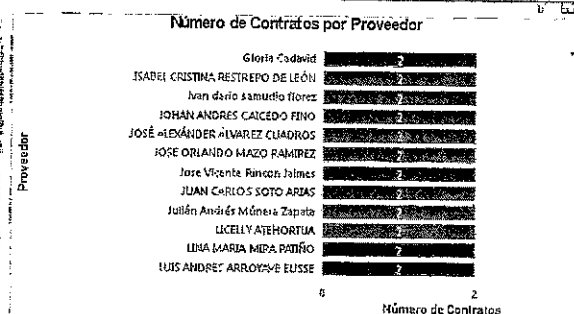 Número de Contratos por Proveedor
Proveedor
Gloria Cadavid 2
ISABEL CRISTINA RESTREPO DE LEÓN 2
Ivan dario samudio florez 2
JOHAN ANDRES CAICEDO FINO 2
JOSÉ ALEXÁNDER ÁLVAREZ CUADROS 2
JOSE ORLANDO MAZO RAMIREZ 2
Jose Vicente Rincon Jaimes 2
JUAN CARLOS SOTO ARIAS 2
Julián Andrés Múnera Zapata 2
LICELLY ATEHORTUA 2
LINA MARIA MIRA PATIÑO 2
LUIS ANDRES ARROYAVE EUSSE 2
0 2
Número de Contratos